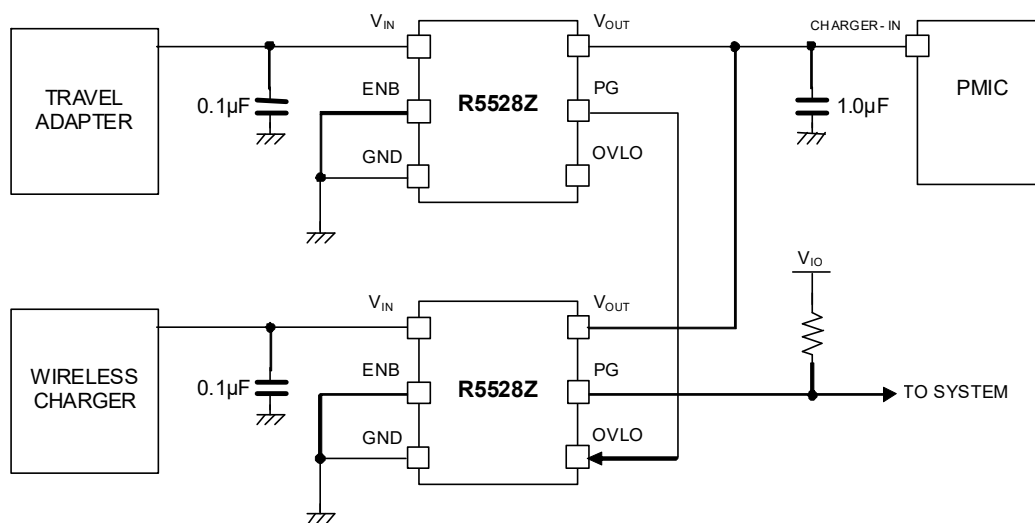 TRAVEL
ADAPTER
0.1µF
VIN
ENB
GND
R5528Z
VOUT
PG
OVLO
CHARGER-IN
1.0µF
PMIC
WIRELESS
CHARGER
0.1µF
VIN
ENB
GND
R5528Z
VOUT
PG
OVLO
VIO
TO SYSTEM